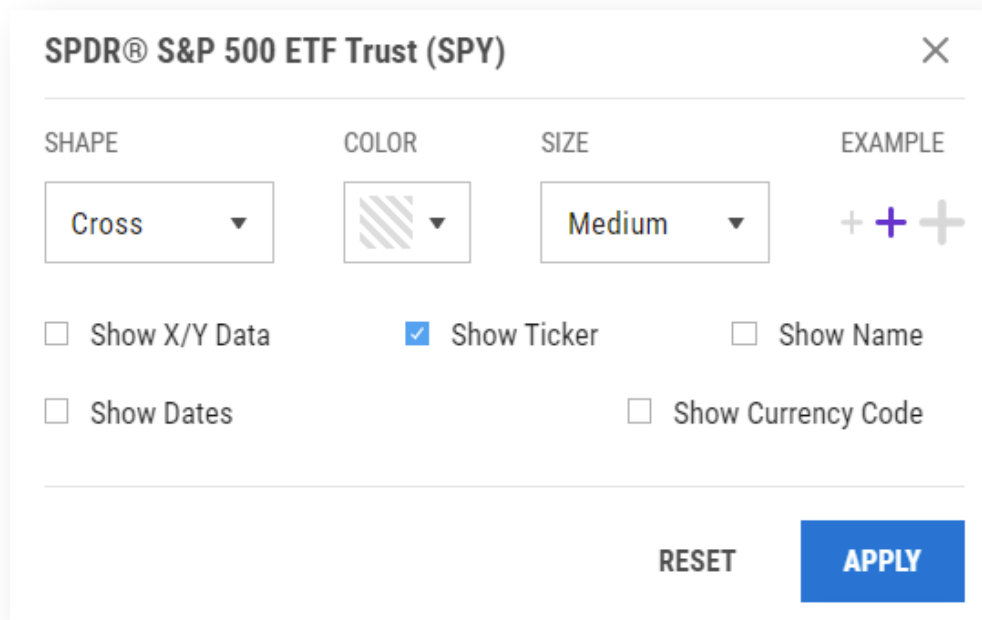 SPDR® S&P 500 ETF Trust (SPY)
SHAPE COLOR SIZE EXAMPLE
Cross Medium
Show X/Y Data Show Ticker Show Name
Show Dates Show Currency Code
RESET APPLY